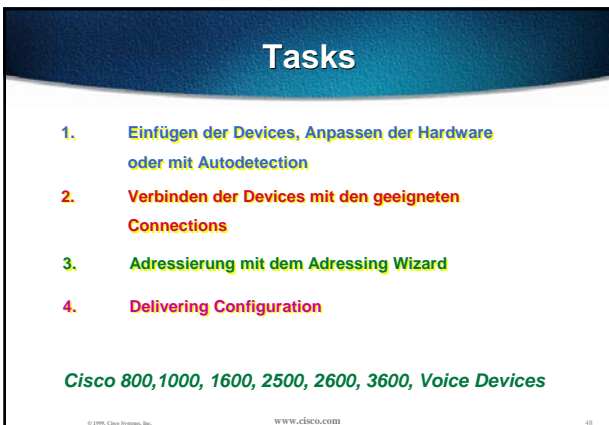 Tasks
1. Einfügen der Devices, Anpassen der Hardware
oder mit Autodetection
2. Verbinden der Devices mit den geeigneten
Connections
3. Adressierung mit dem Adressing Wizard
4. Delivering Configuration
Cisco 800,1000, 1600, 2500, 2600, 3600, Voice Devices
© 1999, Cisco Systems, Inc. www.cisco.com 48